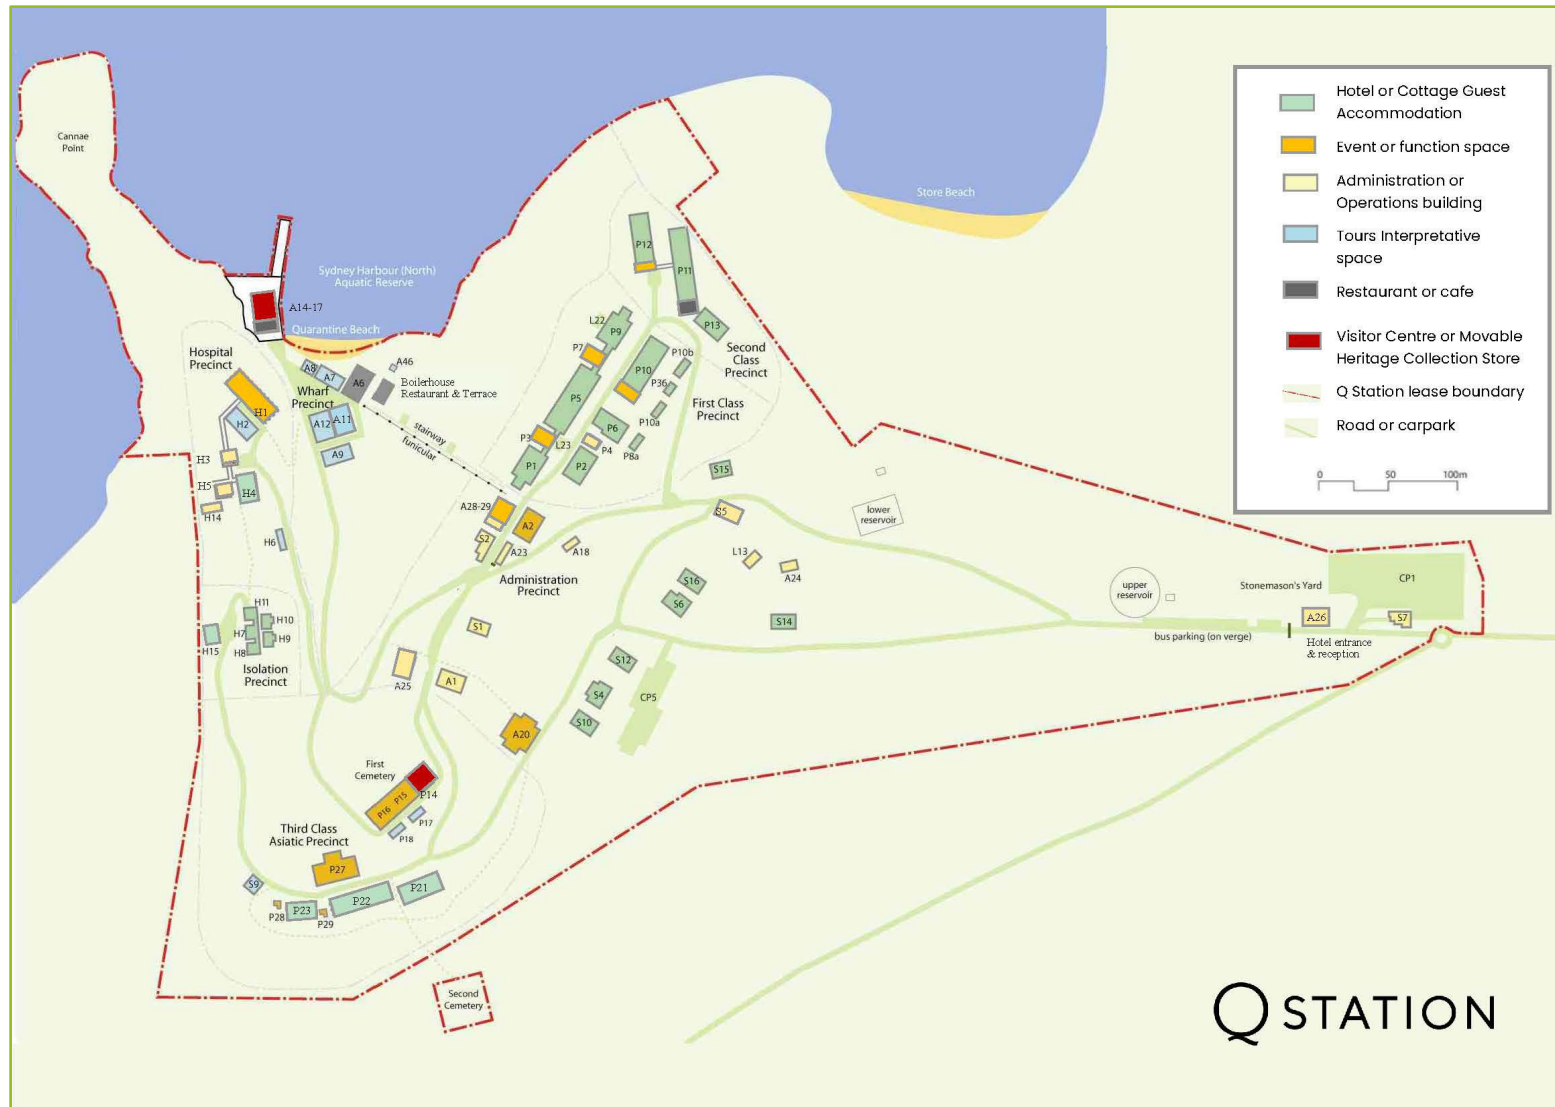 Cannae
Point
Sydney Harbour (North)
Aquatic Reserve
Store Beach
A14-17
Quarantine Beach
Hospital
Precinct
Wharf
Precinct
A8
A7
A6
A46
Boilerhouse
Restaurant & Terrace
A12
A11
A9
H1
H2
H3
H5
H4
H14
H6
stairway
funicular
P12
P11
P13
Second
Class
Precinct
L22
P9
P7
P10
P10b
P36
P10a
P8a
First Class
Precinct
P5
P6
P3
L23
P4
P1
P2
A28-29
A2
S2
A23
A18
Administration
Precinct
S15
S5
L13
A24
lower
reservoir
S16
S6
S14
upper
reservoir
Stonemason's Yard
CP1
A26
S7
bus parking (on verge)
Hotel entrance
& reception
H11
H10
H7
H9
H8
H15
Isolation
Precinct
S1
A25
A1
S12
S4
S10
CP5
A20
First
Cemetery
P14
P15
P16
P17
P18
Third Class
Asiatic Precinct
P27
S9
P28
P23
P29
P22
P21
Second
Cemetery
Hotel or Cottage Guest
Accommodation
Event or function space
Administration or
Operations building
Tours Interpretative
space
Restaurant or cafe
Visitor Centre or Movable
Heritage Collection Store
Q Station lease boundary
Road or carpark
0 50 100m
Q STATION